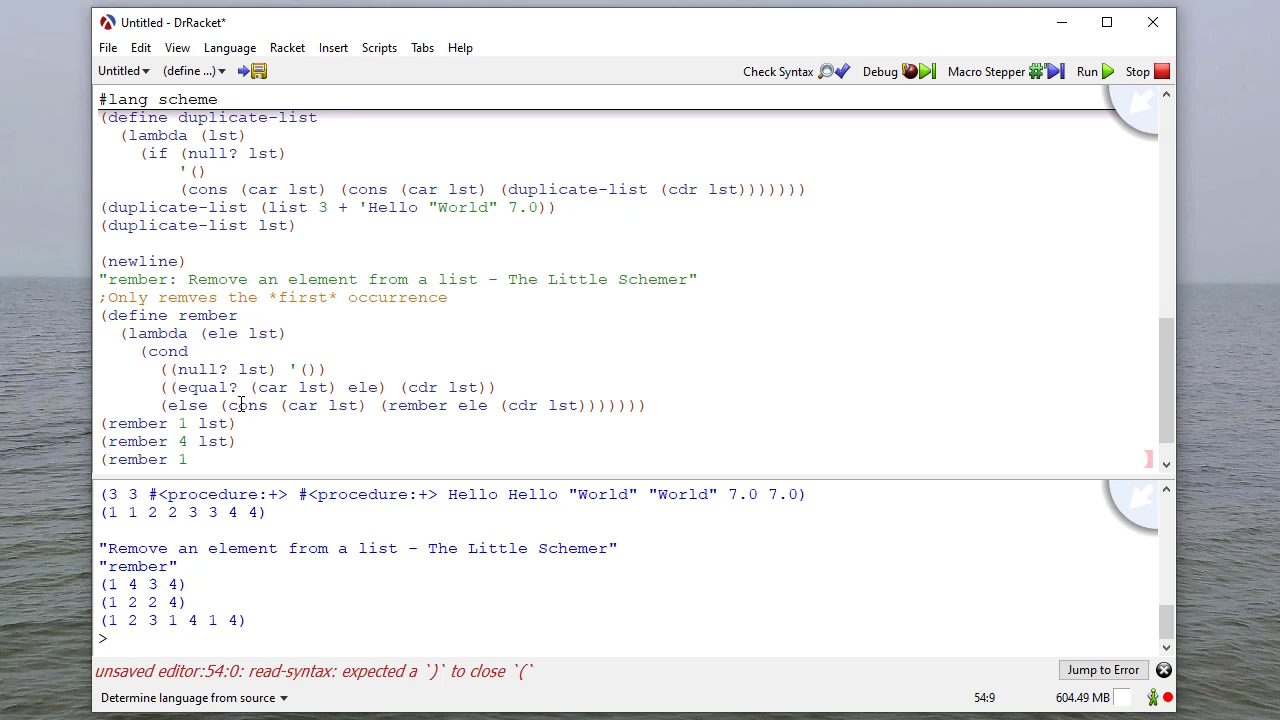 Untitled - DrRacket*
File Edit View Language Racket Insert Scripts Tabs Help
Untitled (define ...) Check Syntax Debug Macro Stepper Run Stop
#lang scheme
(define duplicate-list
(lambda (lst)
(if (null? lst)
'()
(cons (car lst) (cons (car lst) (duplicate-list (cdr lst)))))))
(duplicate-list (list 3 + 'Hello "World" 7.0))
(duplicate-list lst)
(newline)
"rember: Remove an element from a list - The Little Schemer"
;Only remves the *first* occurrence
(define rember
(lambda (ele lst)
(cond
((null? lst) '())
((equal? (car lst) ele) (cdr lst))
(else (cons (car lst) (rember ele (cdr lst)))))))
(rember 1 lst)
(rember 4 lst)
(rember 1
(3 3 #<procedure:+> #<procedure:+> Hello Hello "World" "World" 7.0 7.0)
(1 1 2 2 3 3 4 4)
"Remove an element from a list - The Little Schemer"
"rember"
(1 4 3 4)
(1 2 2 4)
(1 2 3 1 4 1 4)
>
unsaved editor:54:0: read-syntax: expected a `)` to close `(` Jump to Error
Determine language from source 54:9 604.49 MB